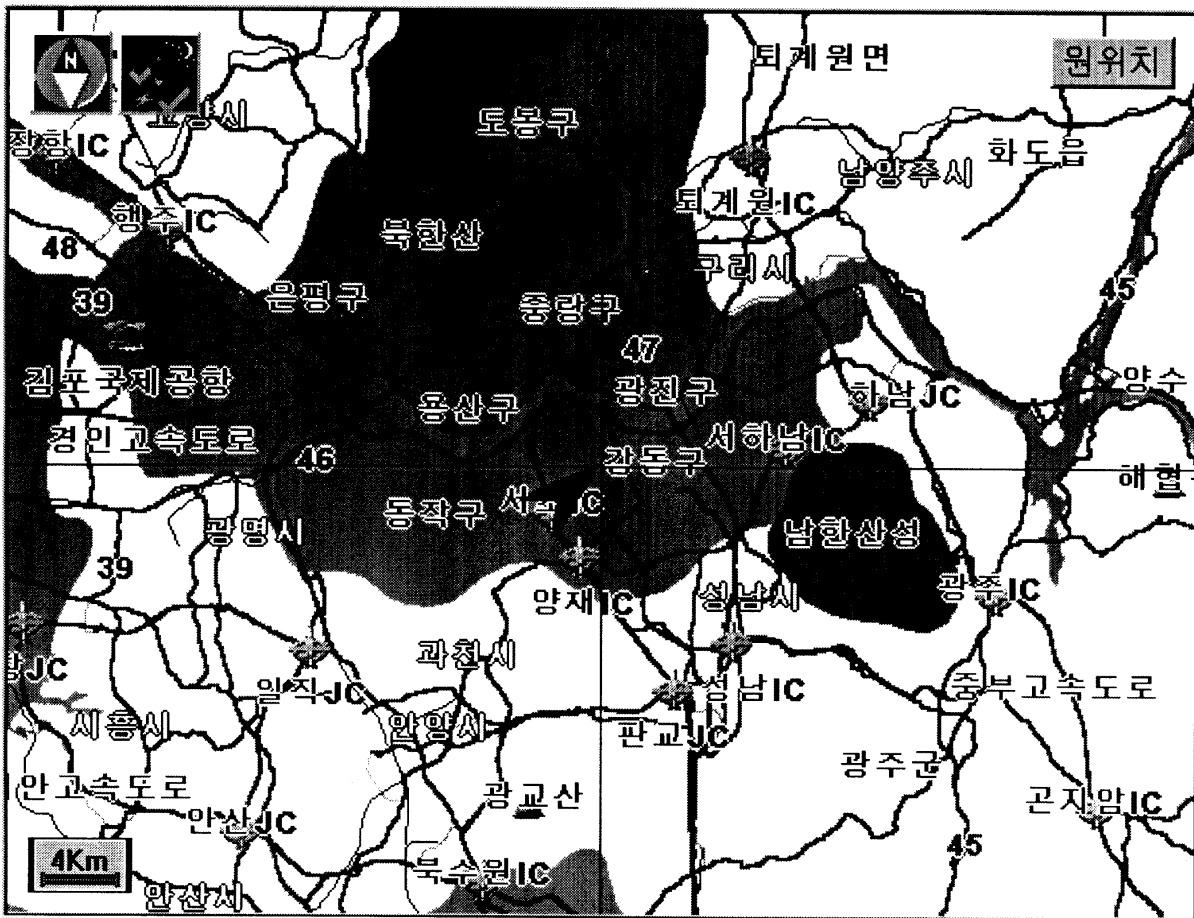 N
퇴계원면
원위치
고양시
도봉구
장항IC
화도읍
남양주시
퇴계원IC
행주IC
북한산
48
구리시
39
은평구
중랑구
45
47
김포국제공항
광진구
양수
용산구
하남JC
경인고속도로
서하남IC
46
강동구
해협
동작구
광명시
남한산성
39
광주IC
양재IC
성남시
과천시
일직JC
성남IC
중부고속도로
시흥시
안양시
판교JC
광주군
안고속도로
광교산
곤지암IC
안산JC
4Km
45
북수원IC
안산시